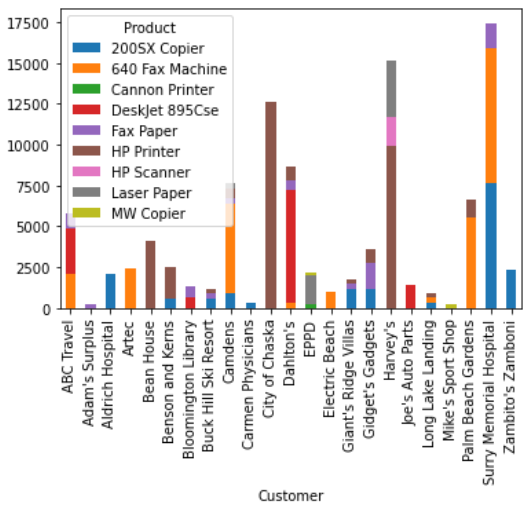 17500
15000
12500
10000
7500
5000
2500
0
Product
200SX Copier
640 Fax Machine
Cannon Printer
DeskJet 895Cse
Fax Paper
HP Printer
HP Scanner
Laser Paper
MW Copier
ABC Travel
Adam's Surplus
Aldrich Hospital
Artec
Bean House
Benson and Kerns
Bloomington Library
Buck Hill Ski Resort
Camdens
Carmen Physicians
City of Chaska
Dahlton's
EPPD
Electric Beach
Giant's Ridge Villas
Gidget's Gadgets
Harvey's
Joe's Auto Parts
Long Lake Landing
Mike's Sport Shop
Palm Beach Gardens
Surry Memorial Hospital
Zambito's Zamboni
Customer